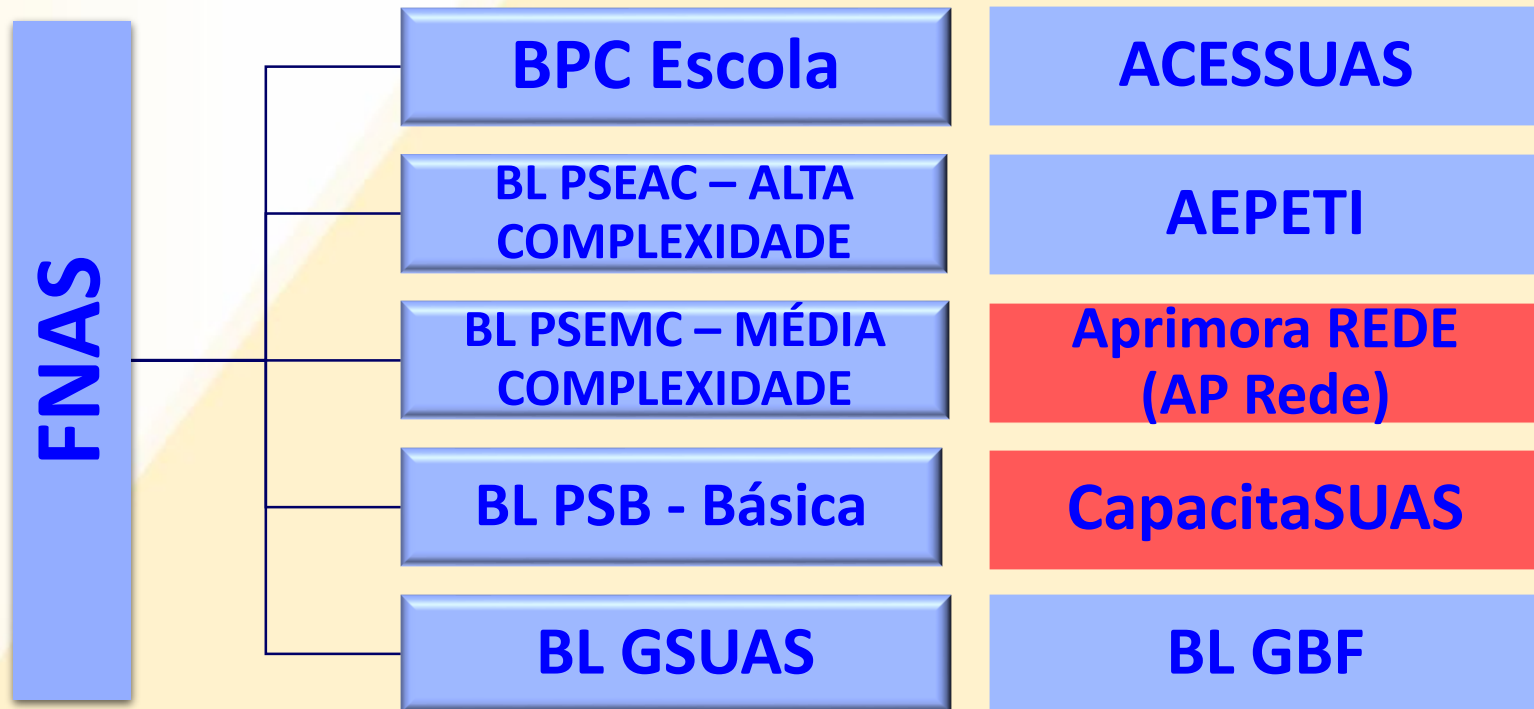 FNAS
BPC Escola
ACESSUAS
BL PSEAC – ALTA
COMPLEXIDADE
AEPETI
BL PSEMC – MÉDIA
COMPLEXIDADE
Aprimora REDE
(AP Rede)
BL PSB - Básica
CapacitaSUAS
BL GSUAS
BL GBF